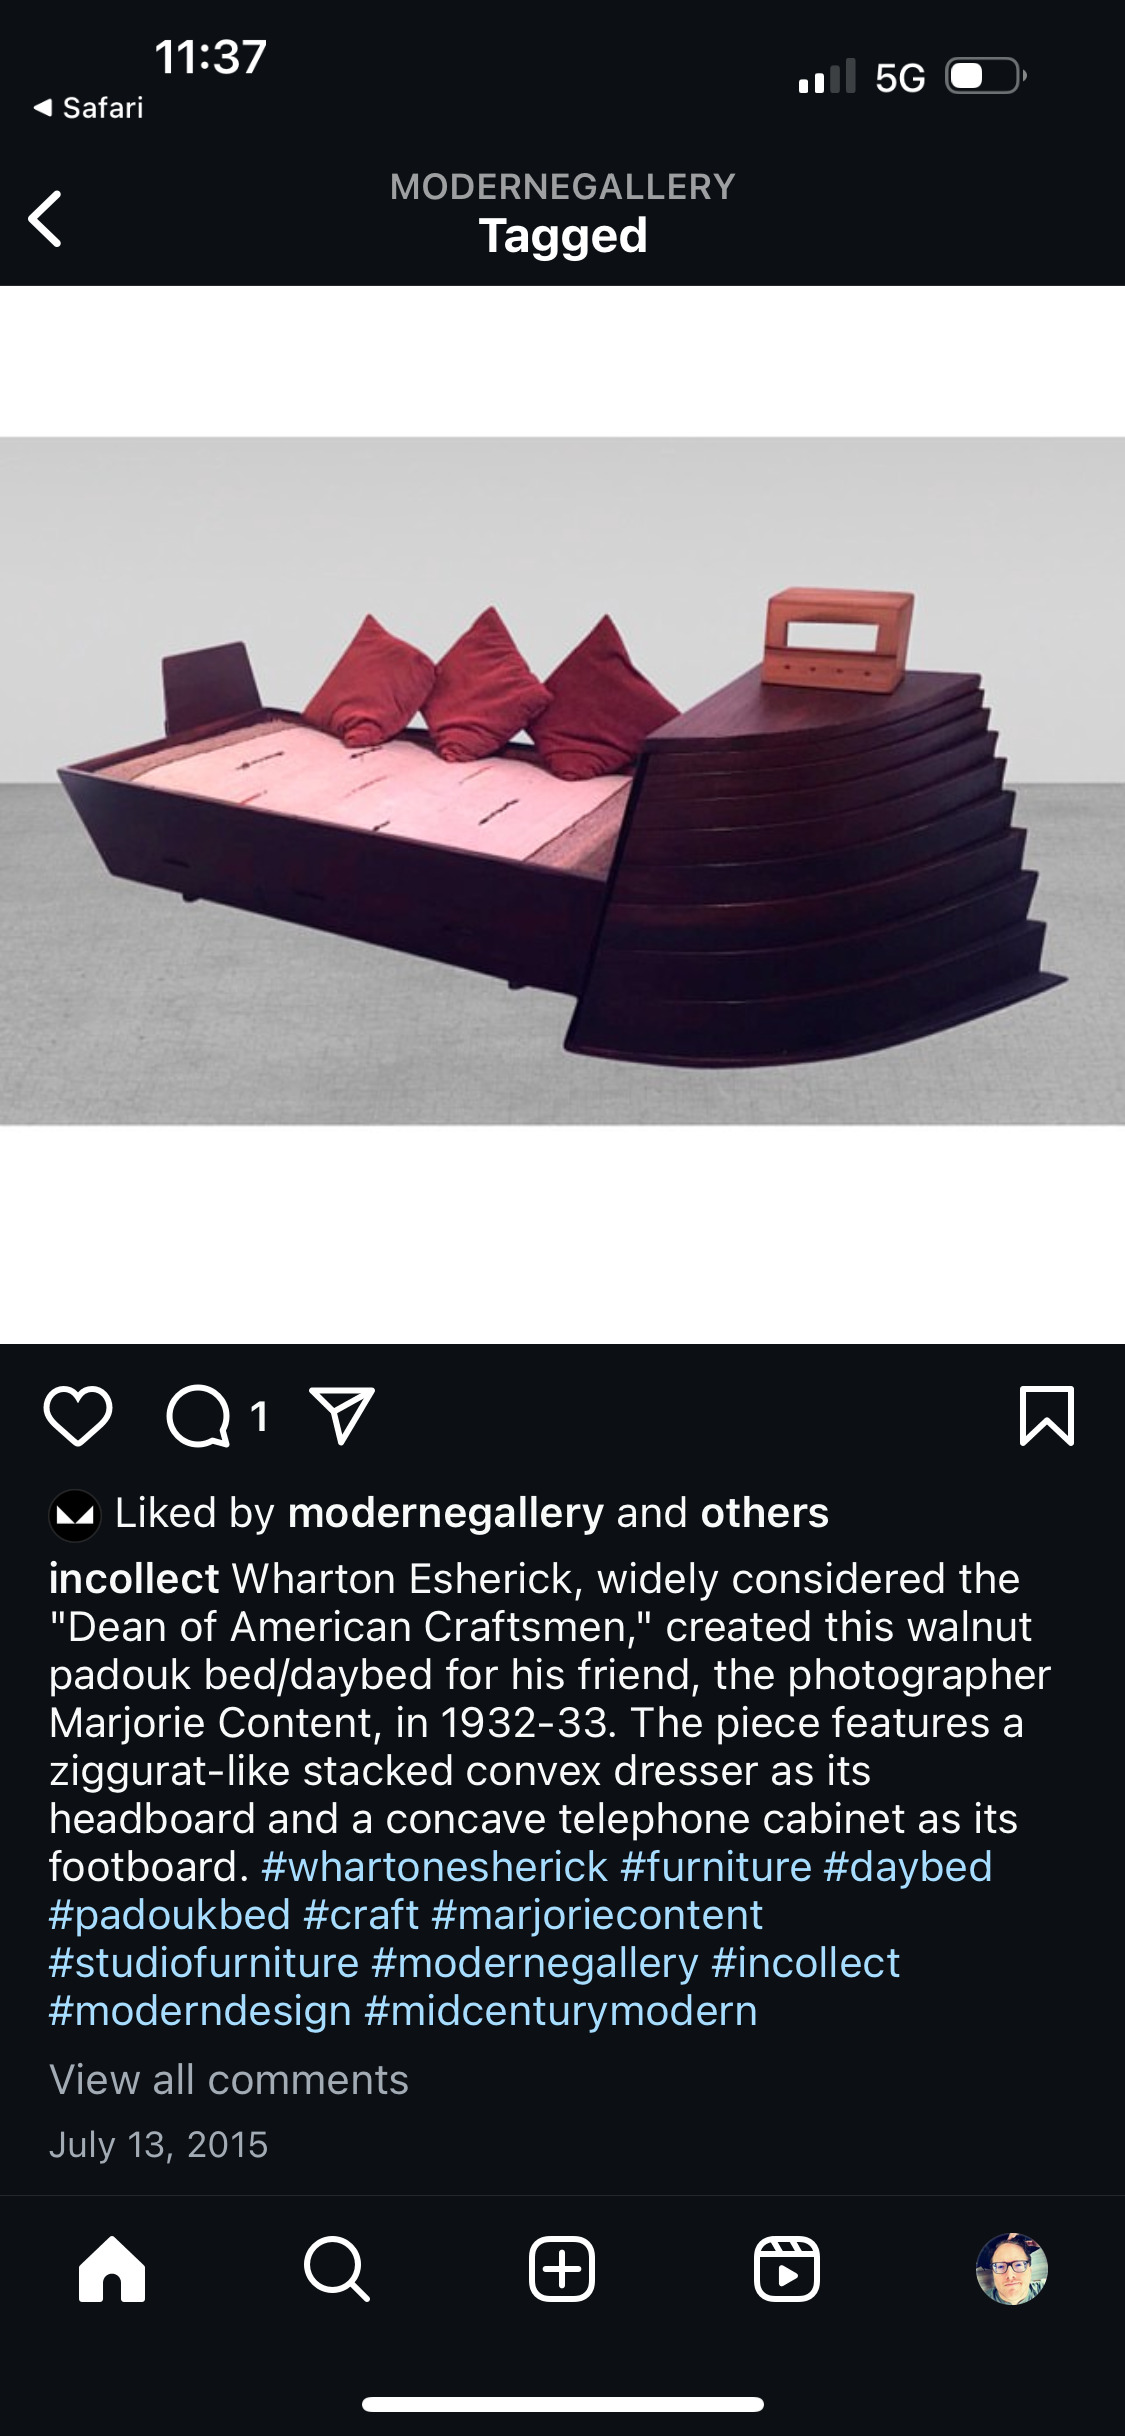 11:37
5G
◀ Safari
MODERNEGALLERY
Tagged
1
Liked by modernegallery and others
incollect Wharton Esherick, widely considered the
"Dean of American Craftsmen," created this walnut
padouk bed/daybed for his friend, the photographer
Marjorie Content, in 1932-33. The piece features a
ziggurat-like stacked convex dresser as its
headboard and a concave telephone cabinet as its
footboard. #whartonesherick #furniture #daybed
#padoukbed #craft #marjoriecontent
#studiofurniture #modernegallery #incollect
#moderndesign #midcenturymodern
View all comments
July 13, 2015